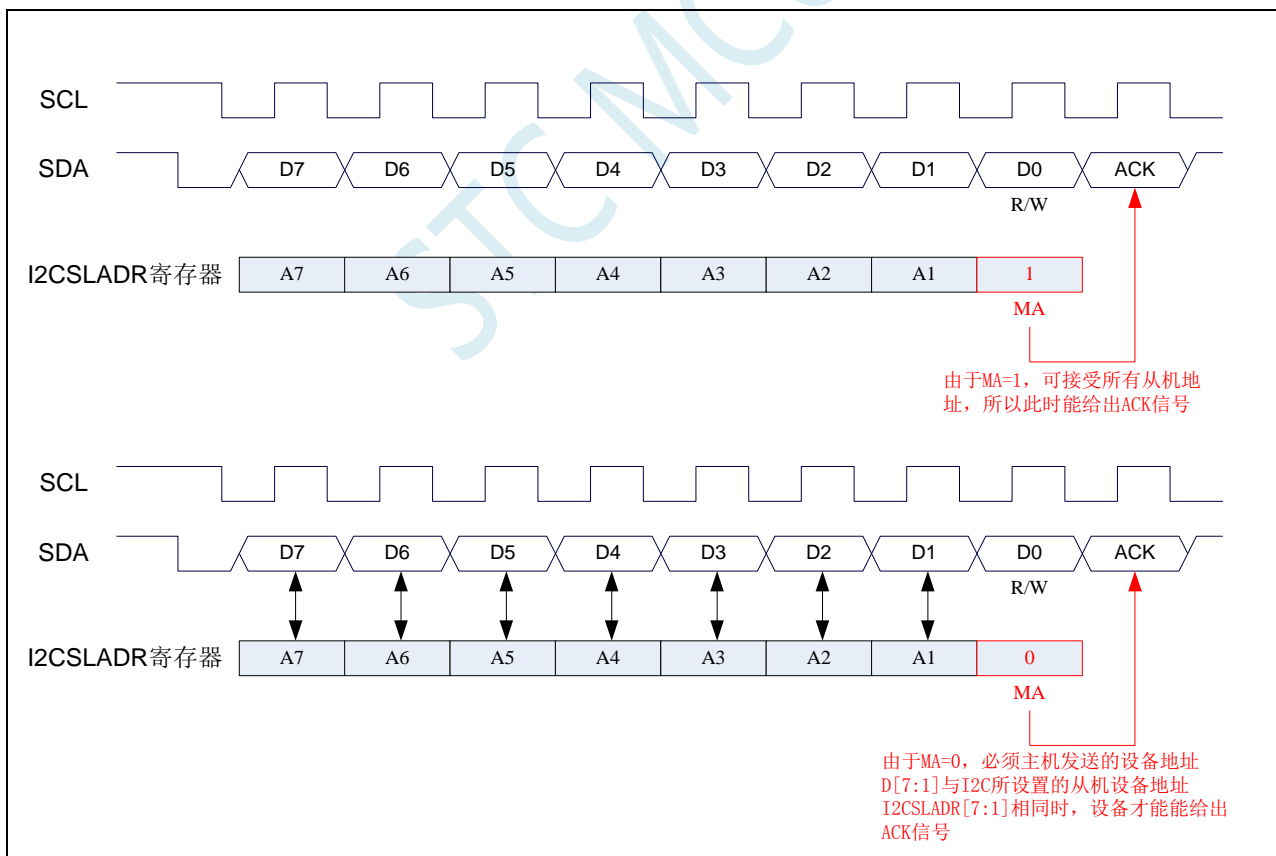 STC MC
SCL
SDA D7 D6 D5 D4 D3 D2 D1 D0 ACK
R/W
I2CSLADR寄存器 A7 A6 A5 A4 A3 A2 A1 1
MA
由于MA=1，可接受所有从机地
址，所以此时能给出ACK信号
SCL
SDA D7 D6 D5 D4 D3 D2 D1 D0 ACK
R/W
I2CSLADR寄存器 A7 A6 A5 A4 A3 A2 A1 0
MA
由于MA=0，必须主机发送的设备地址
D[7:1]与I2C所设置的从机设备地址
I2CSLADR[7:1]相同时，设备才能能给出
ACK信号